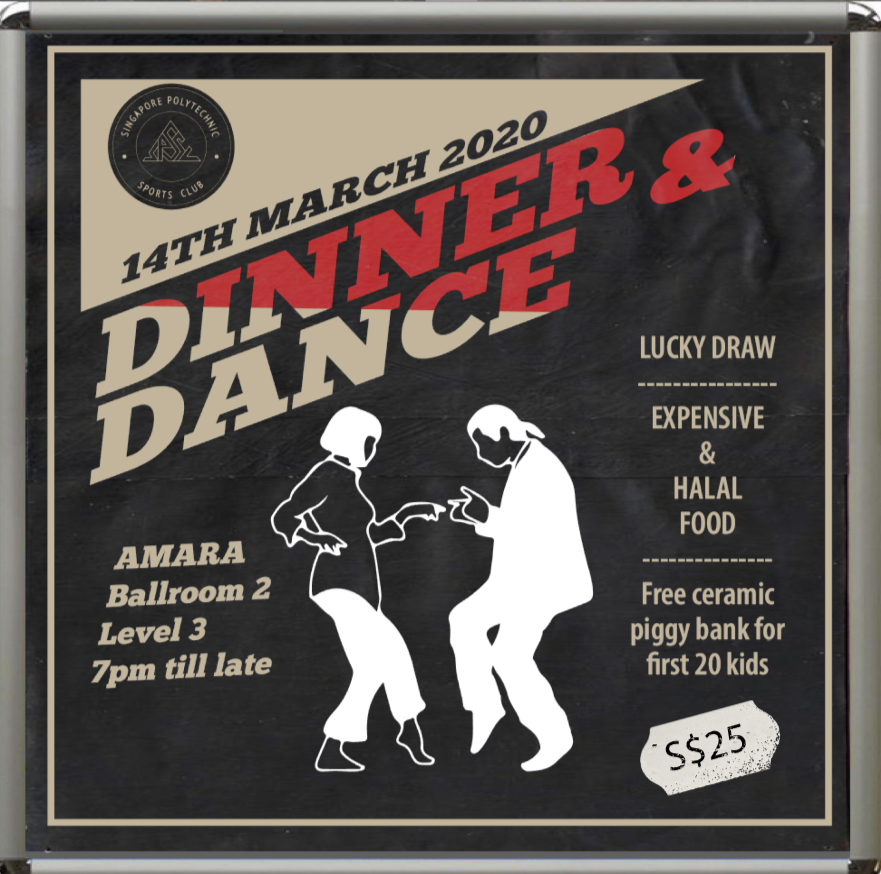 SINGAPORE POLYTECHNIC
SPORTS CLUB
14TH MARCH 2020
DINNER &
DANCE
LUCKY DRAW
----------------
EXPENSIVE
&
HALAL
FOOD
---------------
Free ceramic
piggy bank for
first 20 kids
AMARA
Ballroom 2
Level 3
7pm till late
S$25